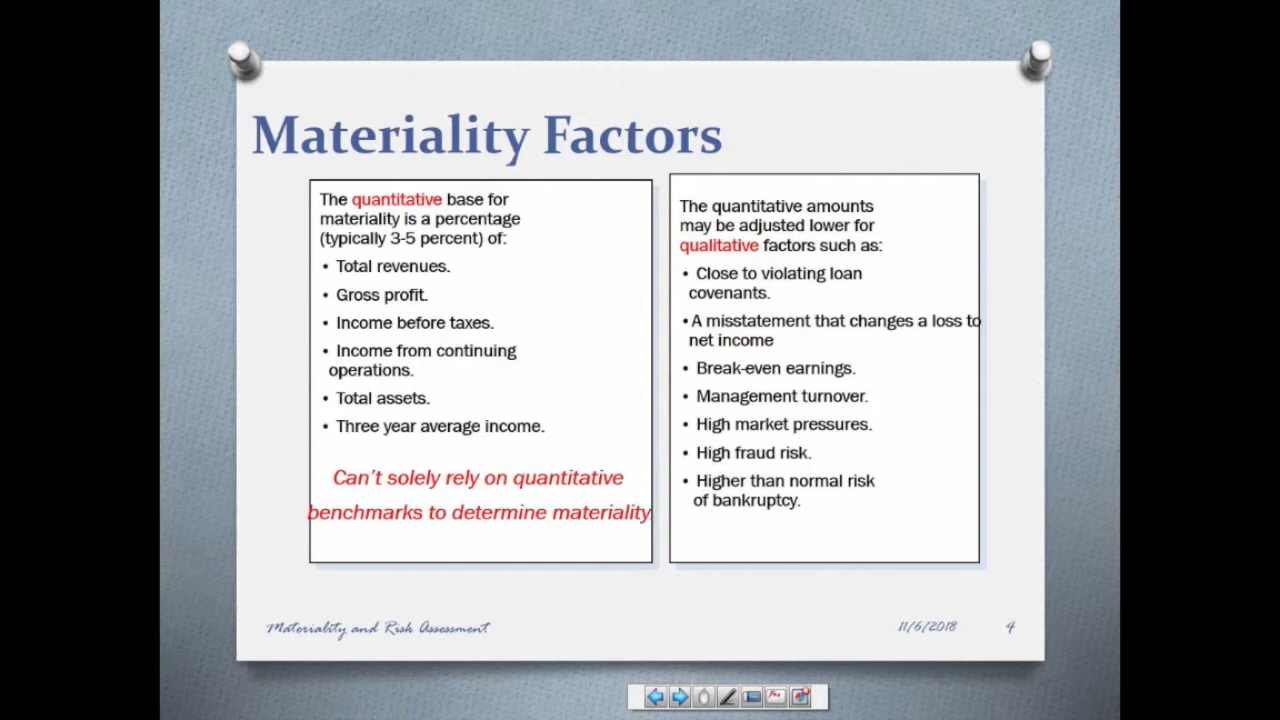 Materiality Factors
The quantitative base for
materiality is a percentage
(typically 3-5 percent) of:
• Total revenues.
• Gross profit.
• Income before taxes.
• Income from continuing
operations.
• Total assets.
• Three year average income.
Can't solely rely on quantitative
benchmarks to determine materiality.
The quantitative amounts
may be adjusted lower for
qualitative factors such as:
• Close to violating loan
covenants.
• A misstatement that changes a loss to
net income
• Break-even earnings.
• Management turnover.
• High market pressures.
• High fraud risk.
• Higher than normal risk
of bankruptcy.
Materiality and Risk Assessment
11/6/2018
4